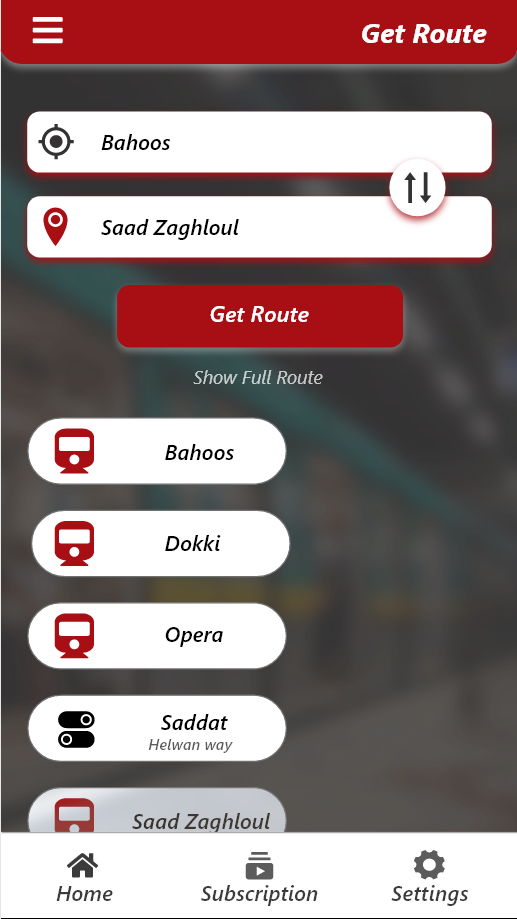 Get Route
Bahoos
Saad Zaghloul
Get Route
Show Full Route
Bahoos
Dokki
Opera
Saddat
Helwan way
Saad Zaghloul
Home
Subscription
Settings